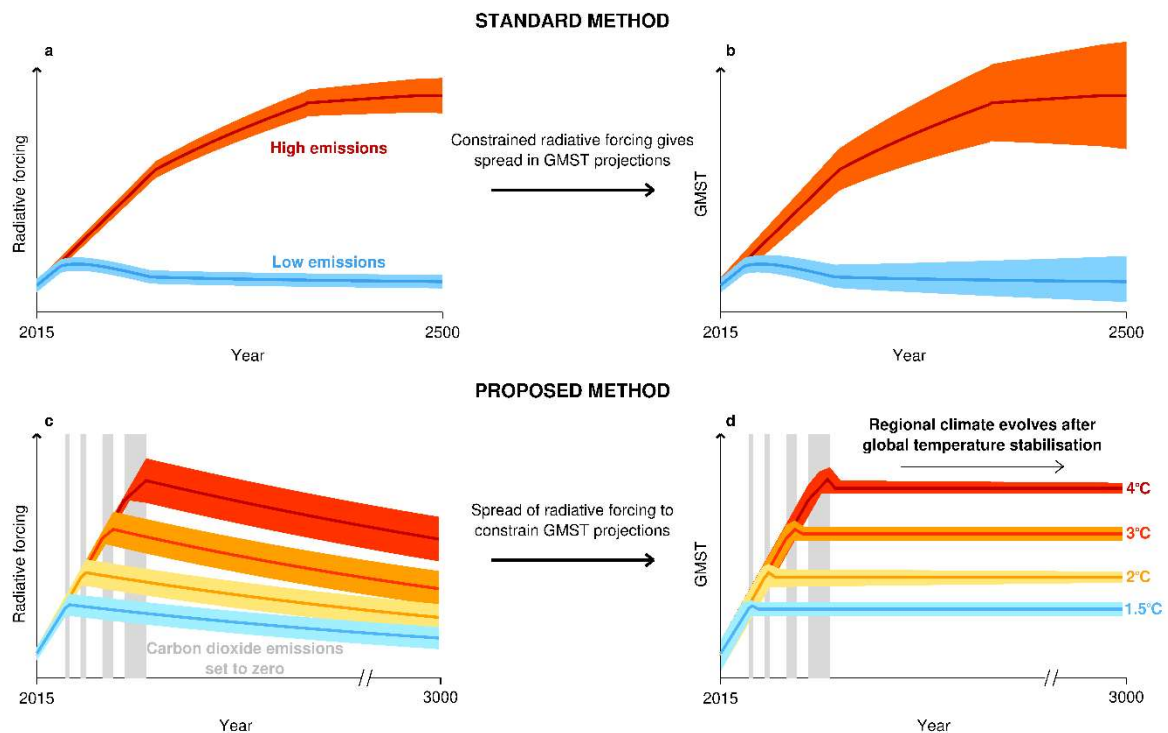 STANDARD METHOD
a
Radiative forcing
High emissions
Low emissions
2015
2500
Year
Constrained radiative forcing gives
spread in GMST projections
b
GMST
2015
2500
Year
PROPOSED METHOD
c
Radiative forcing
Carbon dioxide emissions
set to zero
2015
3000
Year
Spread of radiative forcing to
constrain GMST projections
d
Regional climate evolves after
global temperature stabilisation
GMST
4°C
3°C
2°C
1.5°C
2015
3000
Year